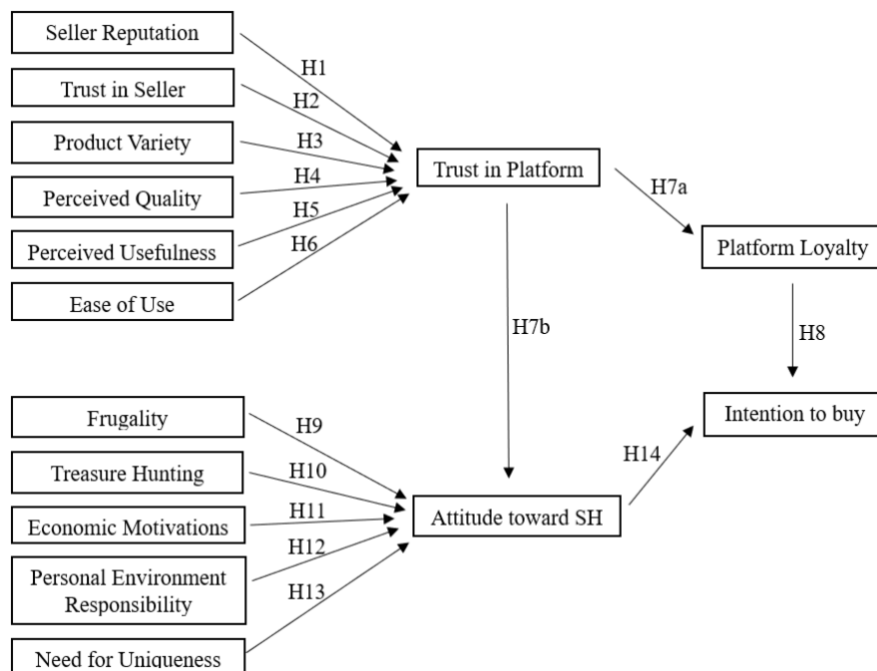 Seller Reputation
H1
Trust in Seller
H2
Product Variety
H3
Trust in Platform
H4
Perceived Quality
H7a
H5
Perceived Usefulness
H6
Platform Loyalty
Ease of Use
H7b
H8
Frugality
H9
Intention to buy
Treasure Hunting
H10
H14
Economic Motivations
H11
Attitude toward SH
H12
Personal Environment
Responsibility
H13
Need for Uniqueness